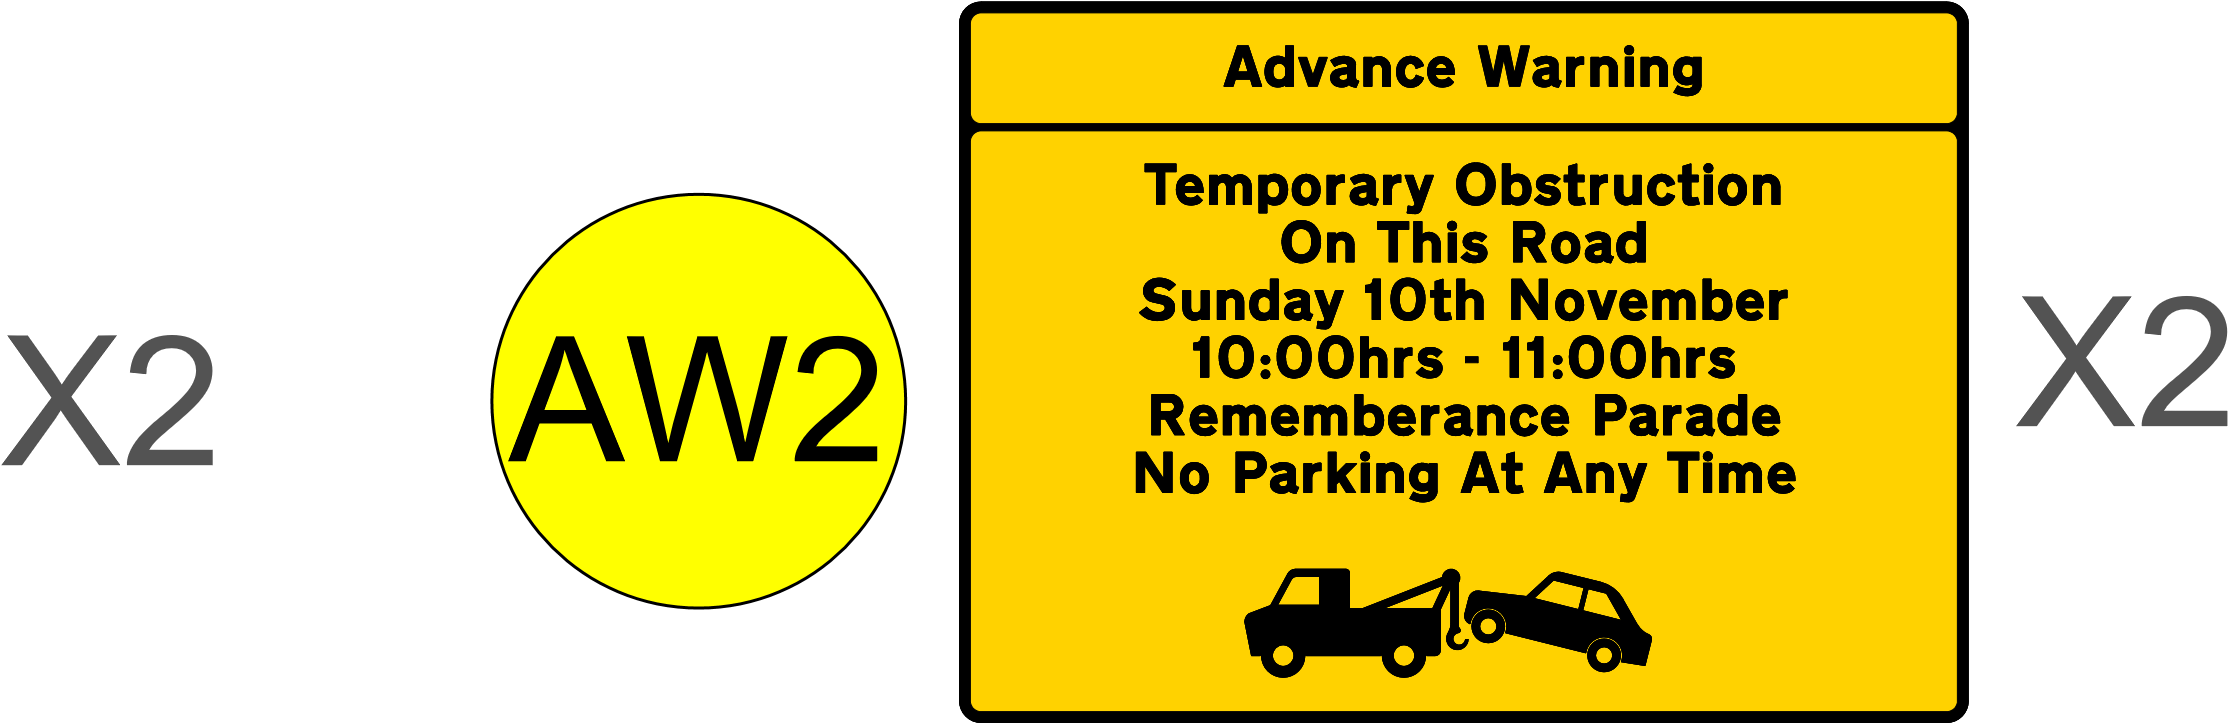 X2
AW2
Advance Warning
Temporary Obstruction
On This Road
Sunday 10th November
10:00hrs - 11:00hrs
Rememberance Parade
No Parking At Any Time
X2